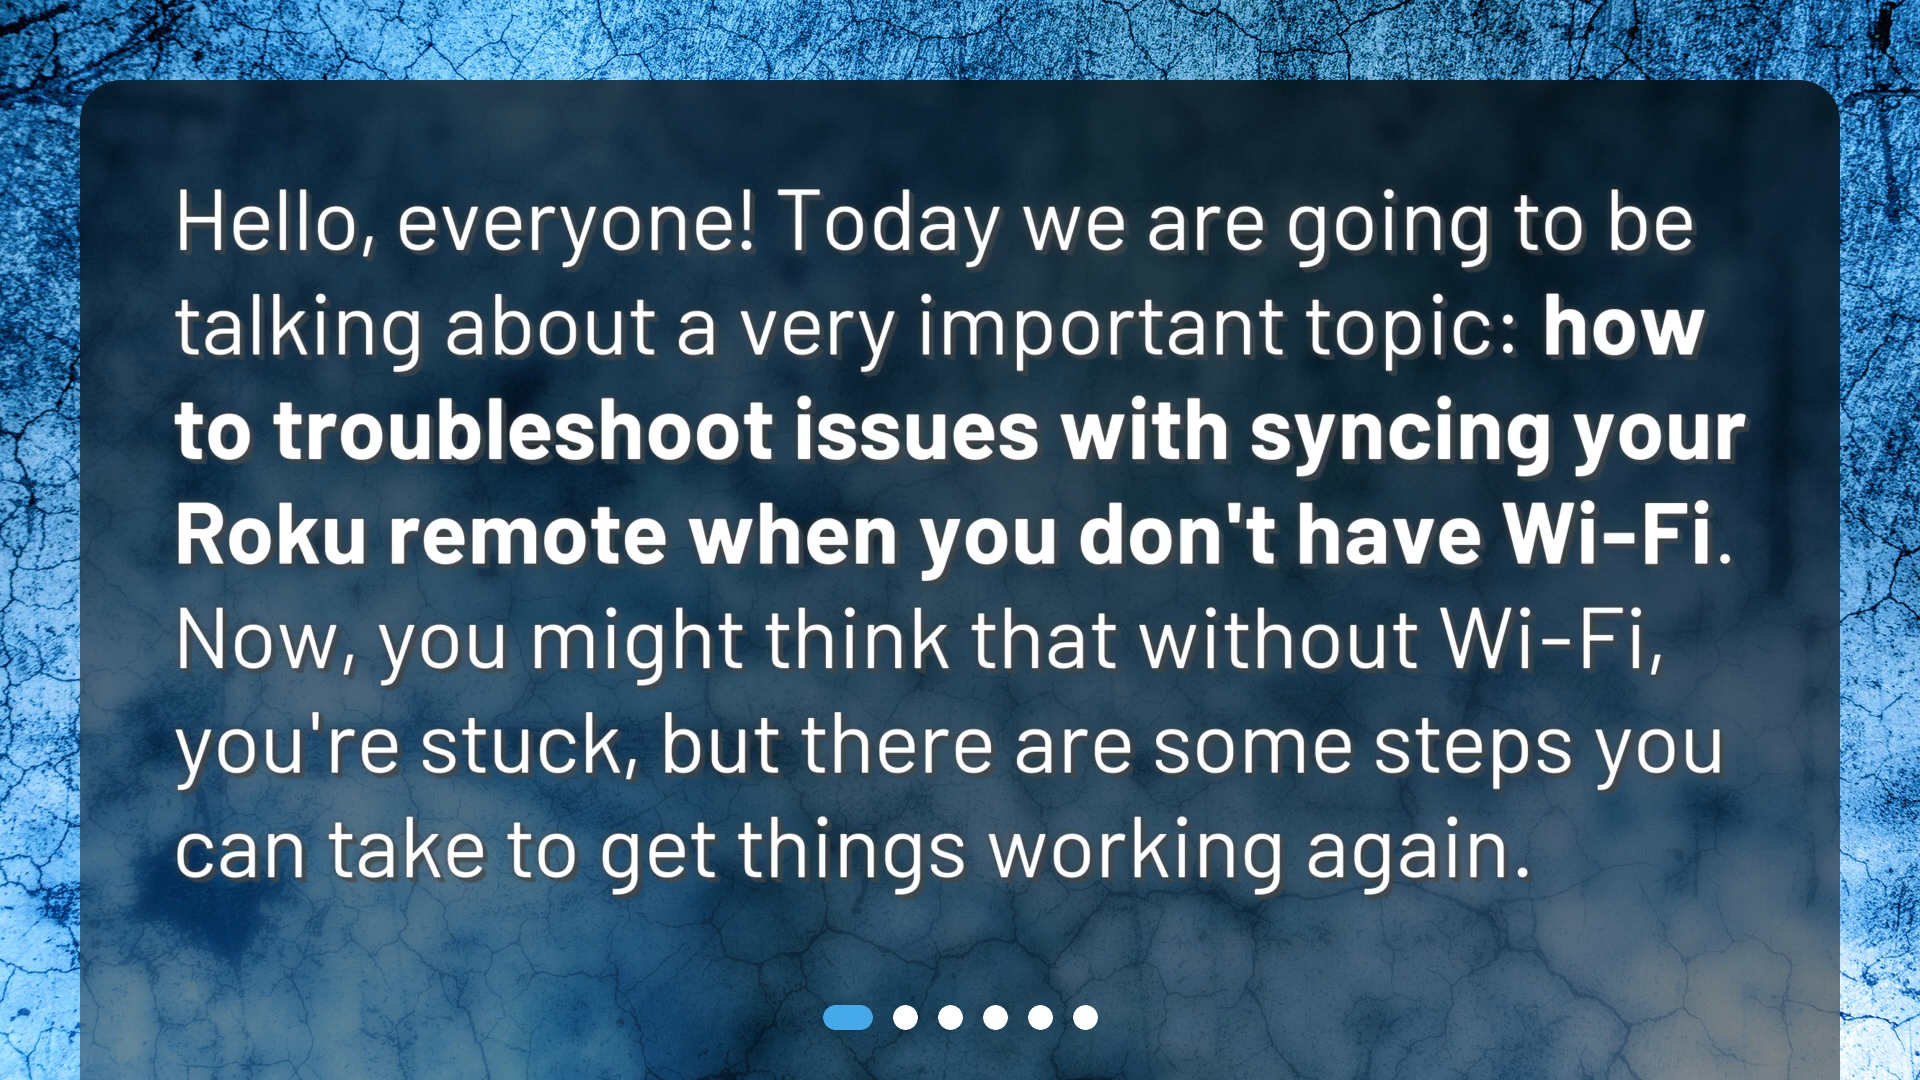 Hello, everyone! Today we are going to be
talking about a very important topic: how
to troubleshoot issues with syncing your
Roku remote when you don't have Wi-Fi.
Now, you might think that without Wi-Fi,
you're stuck, but there are some steps you
can take to get things working again.